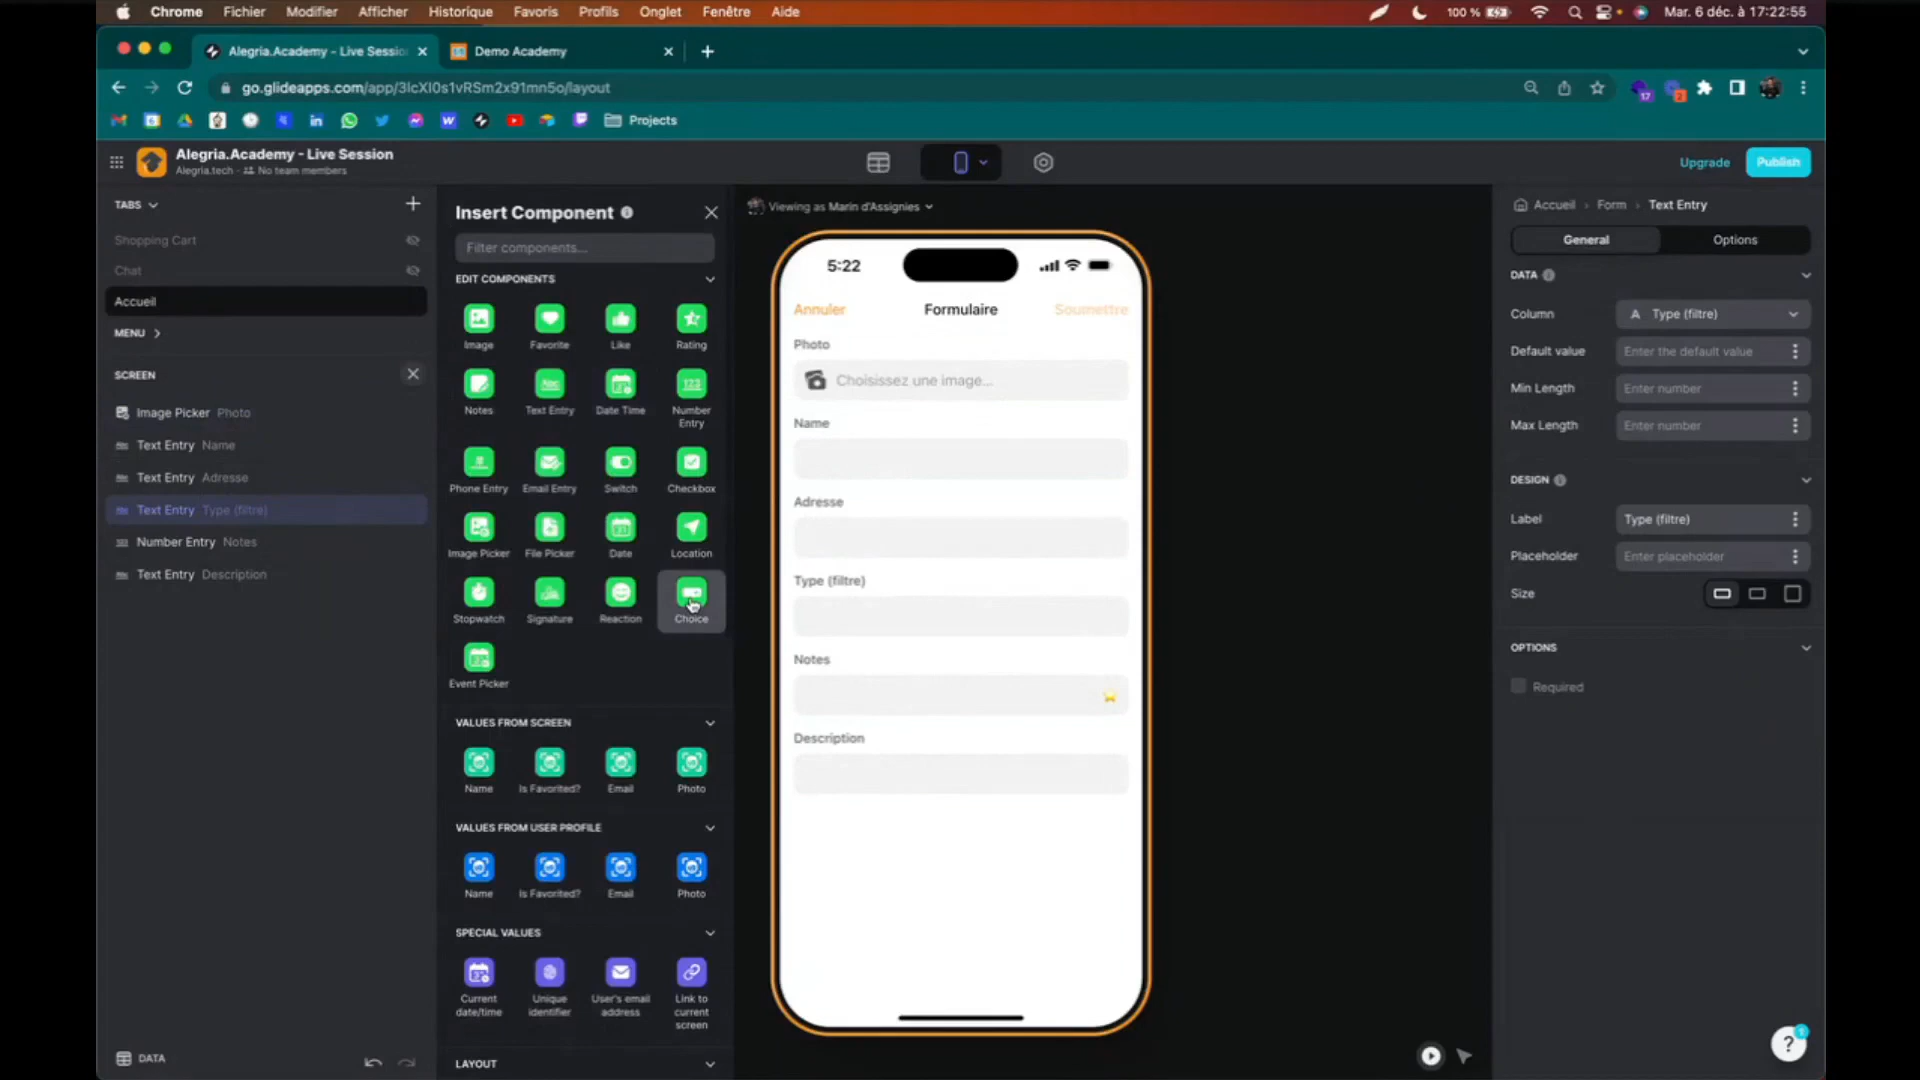 Chrome Fichier Modifier Afficher Historique Favoris Profils Onglet Fenêtre Aide 100 % Mar. 6 déc. à 17:22:55
Alegria.Academy - Live Sessio Demo Academy
go.glideapps.com/app/3lcXl0s1vRSm2x91mn5o/layout
Projects
Alegria.Academy - Live Session
Alegria.tech - No team members
Upgrade Publish
TABS
Shopping Cart
Chat
Accueil
MENU
SCREEN
Image Picker Photo
Text Entry Name
Text Entry Adresse
Text Entry Type (filtre)
Number Entry Notes
Text Entry Description
DATA
Insert Component
Filter components...
EDIT COMPONENTS
Image Favorite Like Rating
Notes Text Entry Date Time Number Entry
Phone Entry Email Entry Switch Checkbox
Image Picker File Picker Date Location
Stopwatch Signature Reaction Choice
Event Picker
VALUES FROM SCREEN
Name Is Favorited? Email Photo
VALUES FROM USER PROFILE
Name Is Favorited? Email Photo
SPECIAL VALUES
Current date/time Unique identifier User's email address Link to current screen
LAYOUT
Viewing as Marin d'Assignies
5:22
Annuler Formulaire Soumettre
Photo
Choisissez une image...
Name
Adresse
Type (filtre)
Notes
Description
Accueil Form Text Entry
General Options
DATA
Column A Type (filtre)
Default value Enter the default value
Min Length Enter number
Max Length Enter number
DESIGN
Label Type (filtre)
Placeholder Enter placeholder
Size
OPTIONS
Required
?